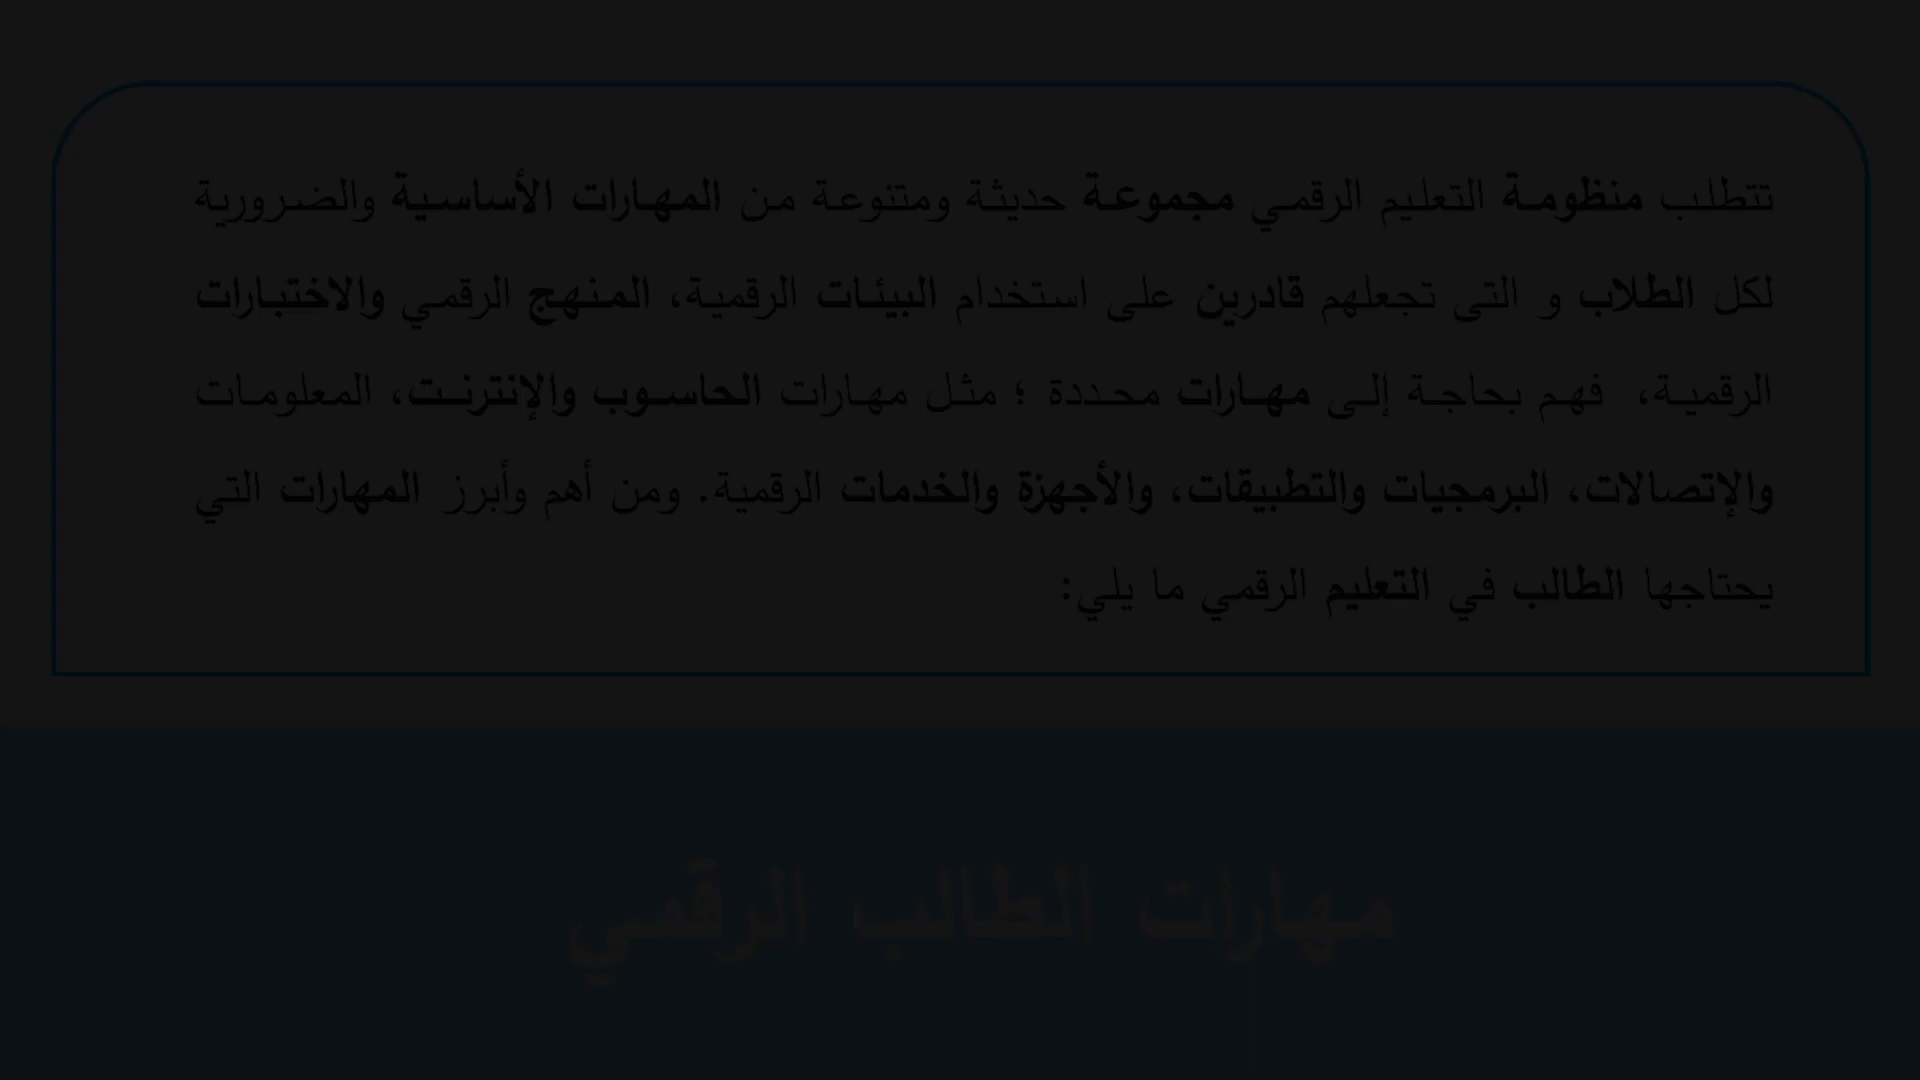 تتطلب منظومة التعليم الرقمي مجموعة حديثة ومتنوعة من المهارات الأساسية والضرورية
لكل الطلاب و التى تجعلهم قادرين على استخدام البيئات الرقمية، المنهج الرقمي والاختبارات
الرقمية، فهم بحاجة إلى مهارات محددة ؛ مثل مهارات الحاسوب والإنترنت، المعلومات
والإتصالات، البرمجيات والتطبيقات، والأجهزة والخدمات الرقمية. ومن أهم وأبرز المهارات التي
يحتاجها الطالب في التعليم الرقمي ما يلي:
مهارات الطالب الرقمي